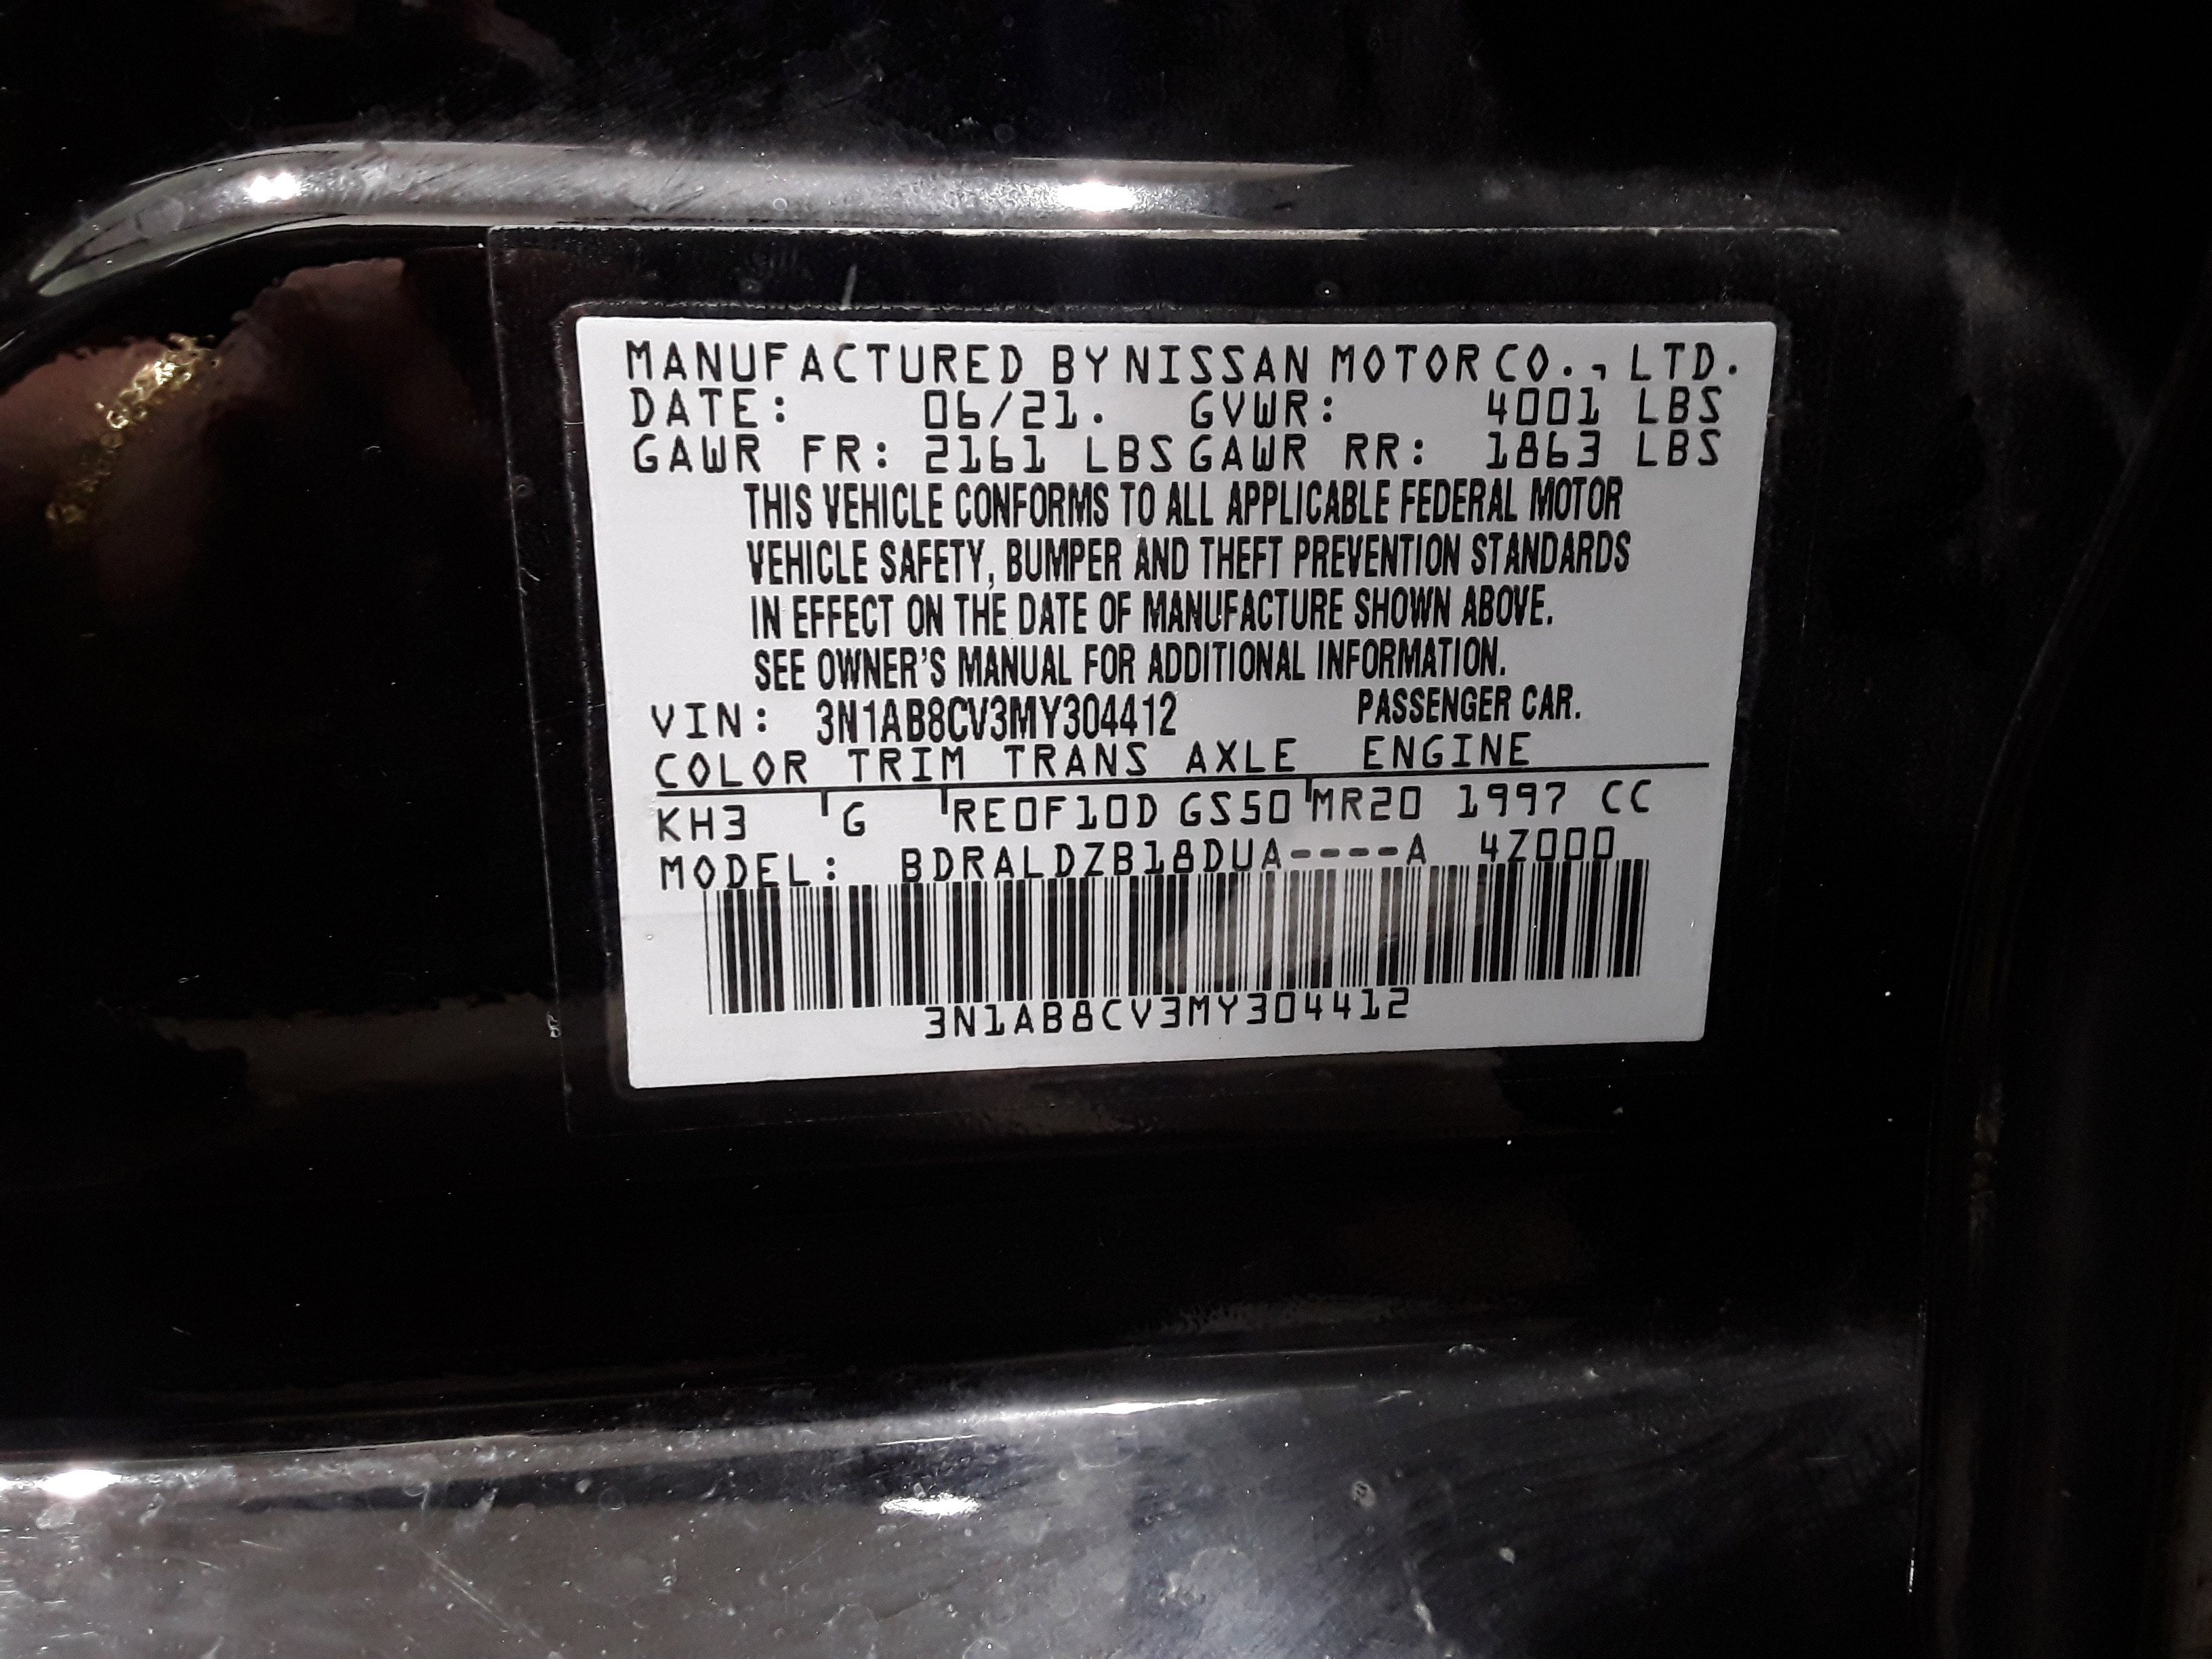 MANUFACTURED BY NISSAN MOTOR CO., LTD.
DATE: 06/21. GVWR: 4001 LBS
GAWR FR: 2161 LBS GAWR RR: 1863 LBS
THIS VEHICLE CONFORMS TO ALL APPLICABLE FEDERAL MOTOR
VEHICLE SAFETY, BUMPER AND THEFT PREVENTION STANDARDS
IN EFFECT ON THE DATE OF MANUFACTURE SHOWN ABOVE.
SEE OWNER'S MANUAL FOR ADDITIONAL INFORMATION.
VIN: 3N1AB8CV3MY304412 PASSENGER CAR.
COLOR TRIM TRANS AXLE ENGINE
KH3 G RE0F10D GS50 MR20 1997 CC
MODEL: BDRALDZB18DUA----A 4Z000
3N1AB8CV3MY304412